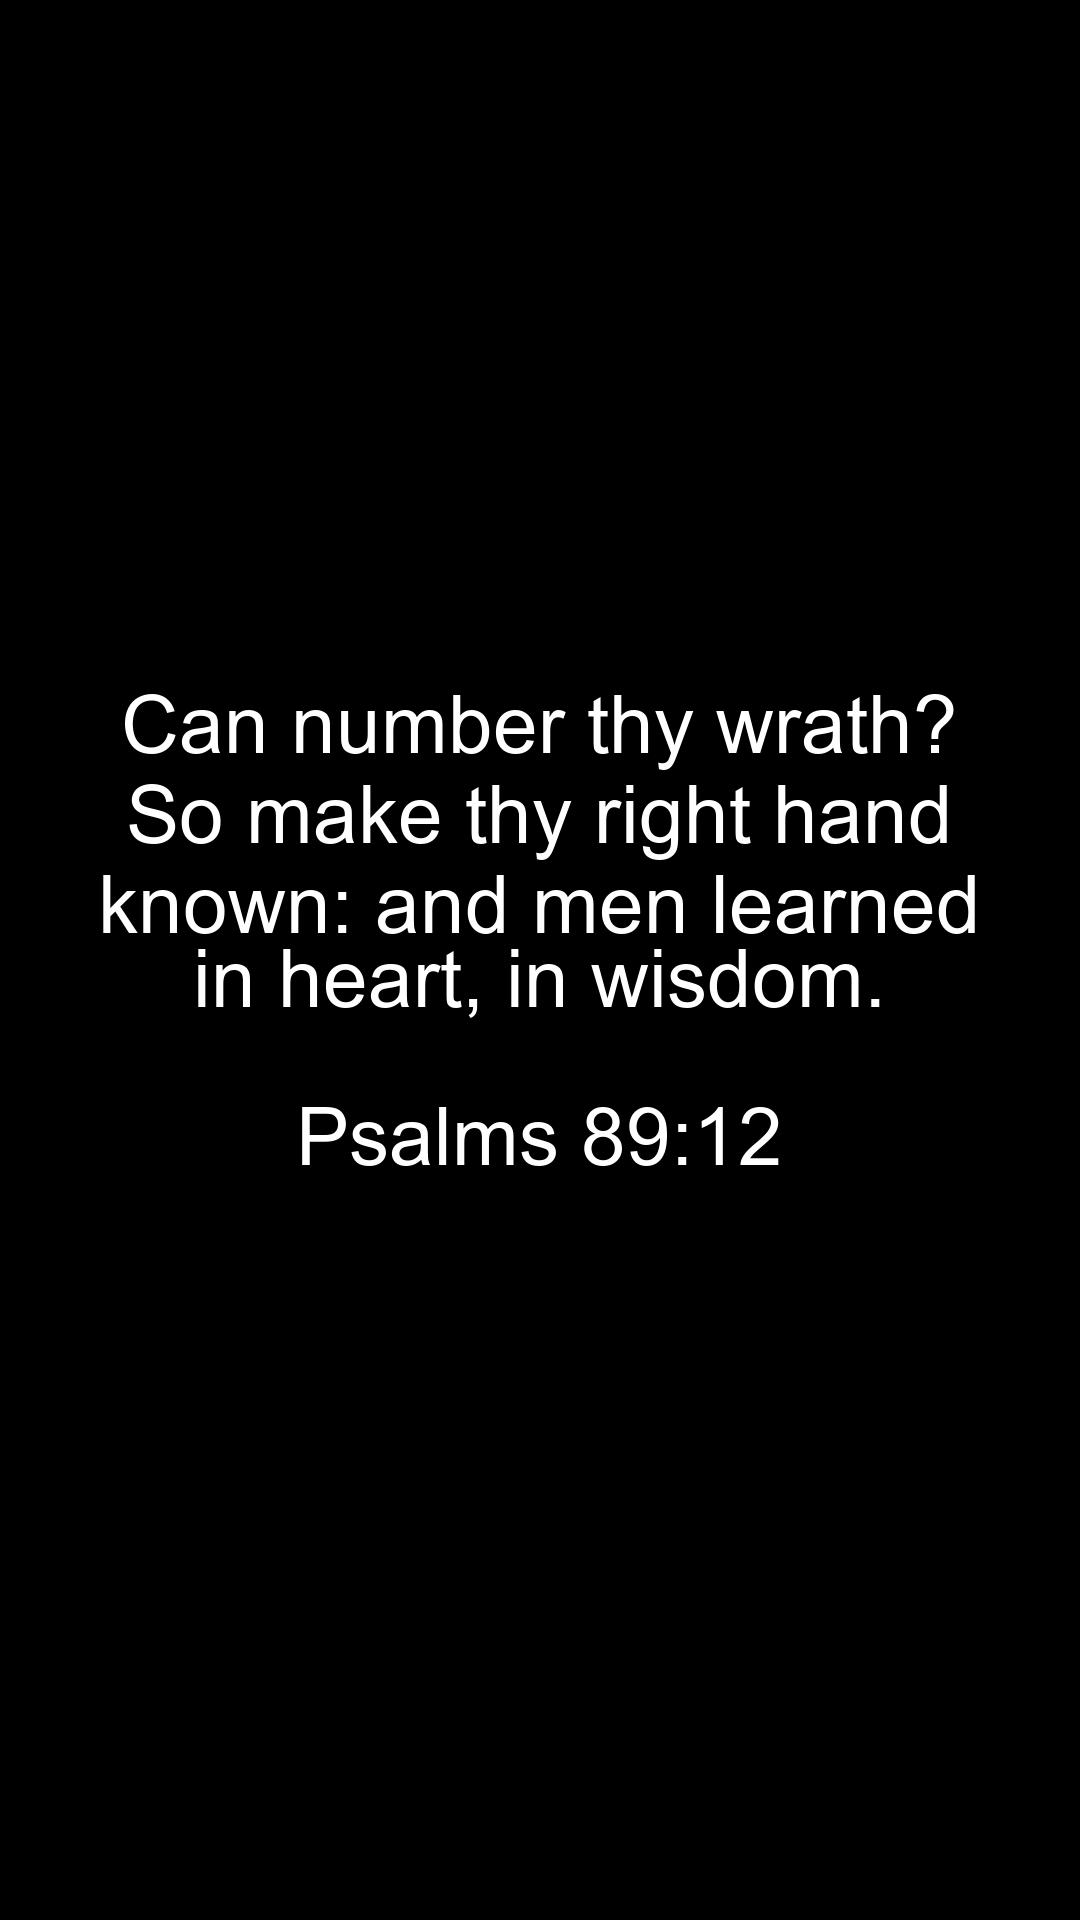 Can number thy wrath?
So make thy right hand
known: and men learned
in heart, in wisdom.
Psalms 89:12